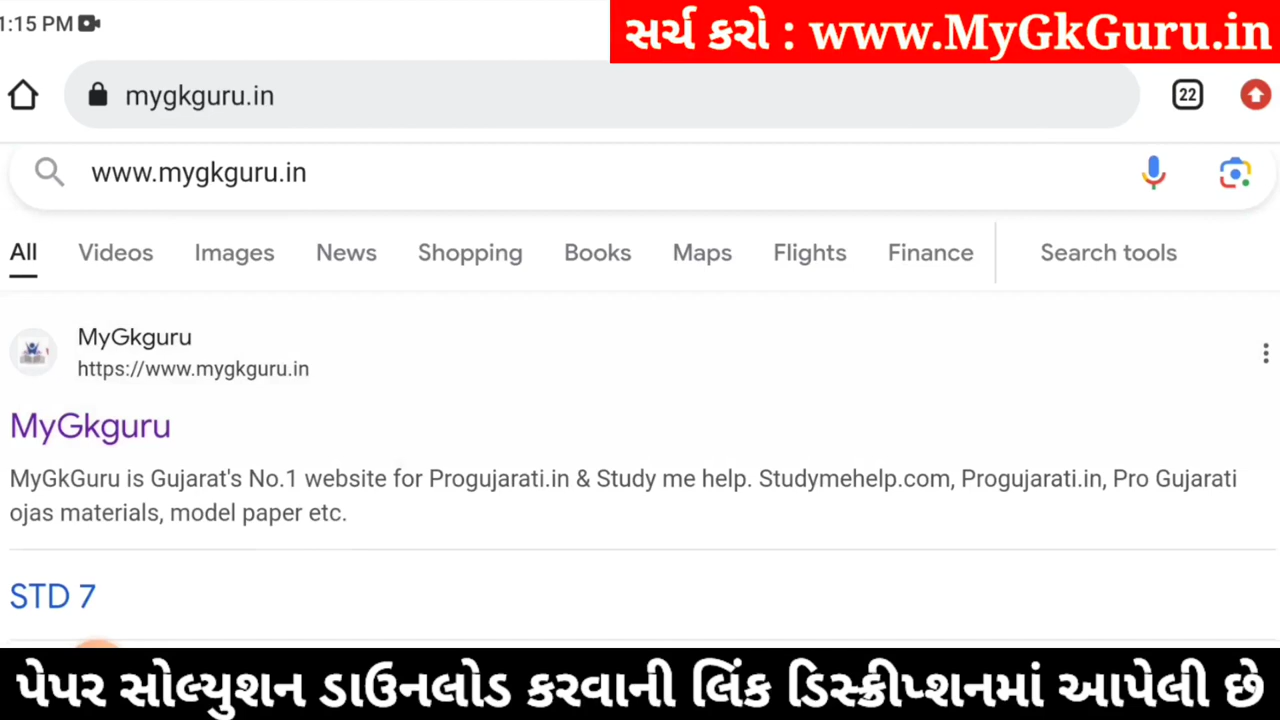 1:15 PM
સર્ચ કરો : www.MyGkGuru.in
mygkguru.in
22
www.mygkguru.in
All Videos Images News Shopping Books Maps Flights Finance Search tools
MyGkguru
https://www.mygkguru.in
MyGkguru
MyGkGuru is Gujarat's No.1 website for Progujarati.in & Study me help. Studymehelp.com, Progujarati.in, Pro Gujarati
ojas materials, model paper etc.
STD 7
પેપર સોલ્યુશન ડાઉનલોડ કરવાની લિંક ડિસ્ક્રીપ્શનમાં આપેલી છે